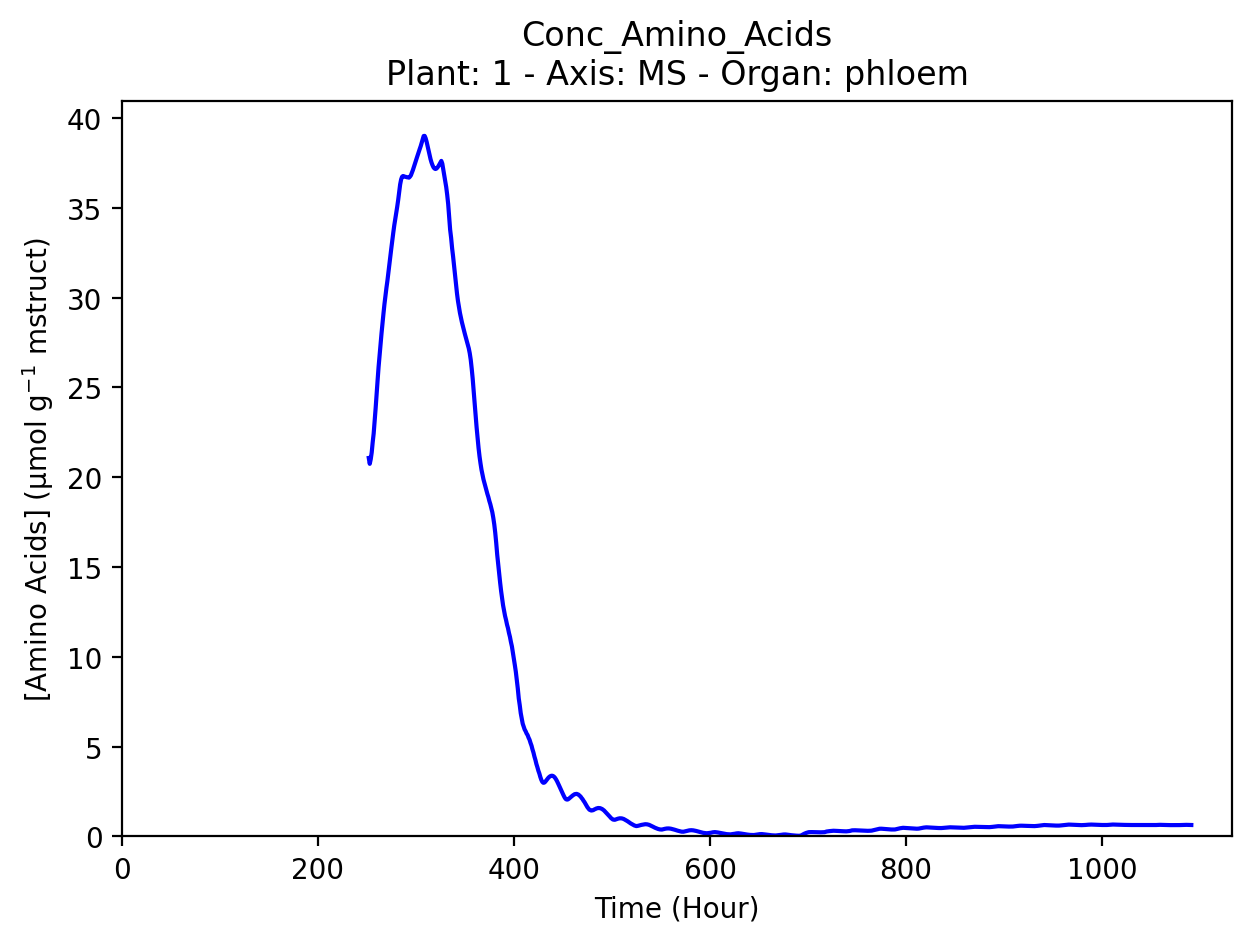 Conc_Amino_Acids
Plant: 1 - Axis: MS - Organ: phloem
[Amino Acids] (µmol g⁻¹ mstruct)
40
35
30
25
20
15
10
5
0
0 200 400 600 800 1000
Time (Hour)